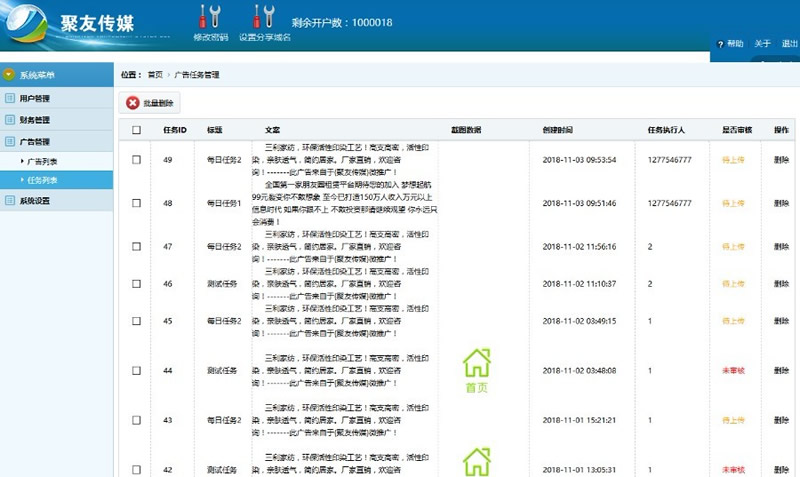 聚友传媒
修改密码
设置分享域名
剩余开户数：1000018
? 帮助 关于 退出
系统菜单
用户管理
财务管理
广告管理
广告列表
任务列表
系统设置
位置： 首页 › 广告任务管理
批量删除
任务ID 标题 文案 截图数据 创建时间 任务执行人 是否审核 操作
三利家纺，环保活性印染工艺！高支高密，活性印
49 每日任务2 染，亲肤透气，简约居家。厂家直销，欢迎咨 2018-11-03 09:53:54 1277546777 待上传 删除
询！-------此广告来自于{聚友传媒}微推广！
全国第一家朋友圈租赁平台期待您的加入 梦想起航
99元裂变你不敢想象 至今已打造150万人收入万元以上
48 每日任务1 信息时代 如果你跟不上 不敢投资那请继续观望 你永远只 2018-11-03 09:51:46 1277546777 待上传 删除
会消费！
三利家纺，环保活性印染工艺！高支高密，活性印
47 每日任务2 染，亲肤透气，简约居家。厂家直销，欢迎咨 2018-11-02 11:56:16 2 待上传 删除
询！-------此广告来自于{聚友传媒}微推广！
三利家纺，环保活性印染工艺！高支高密，活性印
46 测试任务 染，亲肤透气，简约居家。厂家直销，欢迎咨 2018-11-02 11:10:37 2 待上传 删除
询！-------此广告来自于{聚友传媒}微推广！
三利家纺，环保活性印染工艺！高支高密，活性印
45 每日任务2 染，亲肤透气，简约居家。厂家直销，欢迎咨 2018-11-02 03:49:15 1 待上传 删除
询！-------此广告来自于{聚友传媒}微推广！
三利家纺，环保活性印染工艺！高支高密，活性印
44 测试任务 染，亲肤透气，简约居家。厂家直销，欢迎咨 2018-11-02 03:48:08 1 未审核 删除
询！-------此广告来自于{聚友传媒}微推广！
首页
三利家纺，环保活性印染工艺！高支高密，活性印
43 每日任务2 染，亲肤透气，简约居家。厂家直销，欢迎咨 2018-11-01 15:21:21 1 待上传 删除
询！-------此广告来自于{聚友传媒}微推广！
三利家纺，环保活性印染工艺！高支高密，活性印
42 测试任务 染，亲肤透气，简约居家。厂家直销，欢迎咨 2018-11-01 13:05:31 1 未审核 删除